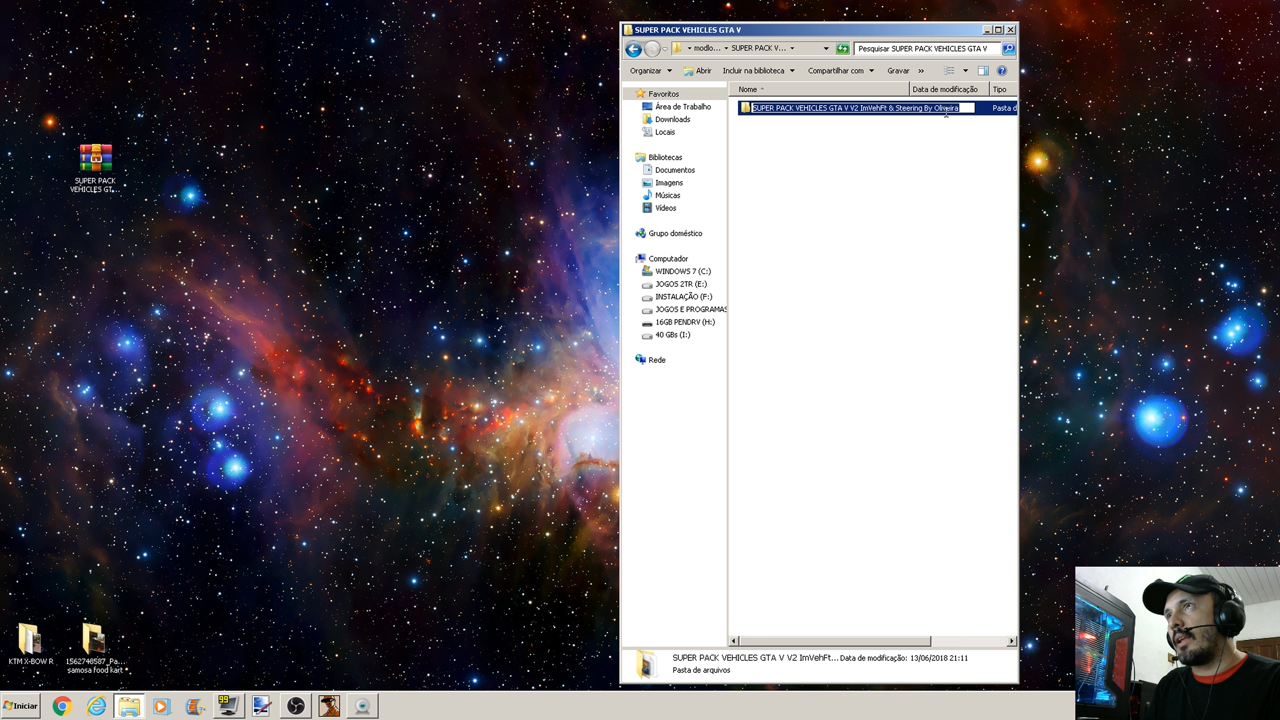 SUPER PACK VEHICLES GTA V
modlo...
SUPER PACK V...
Pesquisar SUPER PACK VEHICLES GTA V
Organizar
Abrir
Incluir na biblioteca
Compartilhar com
Gravar
»
Nome
Data de modificação
Tipo
Favoritos
Área de Trabalho
Downloads
Locais
Bibliotecas
Documentos
Imagens
Músicas
Vídeos
Grupo doméstico
Computador
WINDOWS 7 (C:)
JOGOS 2TR (E:)
INSTALAÇÃO (F:)
JOGOS E PROGRAMAS
16GB PENDRV (H:)
40 GBs (I:)
Rede
SUPER PACK VEHICLES GTA V V2 ImVehFt & Steering By Oliveira
Pasta d
SUPER PACK
VEHICLES GT...
KTM X-BOW R
1562748587_Pa...
samosa food kart
SUPER PACK VEHICLES GTA V V2 ImVehFt...
Data de modificação: 13/06/2018 21:11
Pasta de arquivos
Iniciar
99